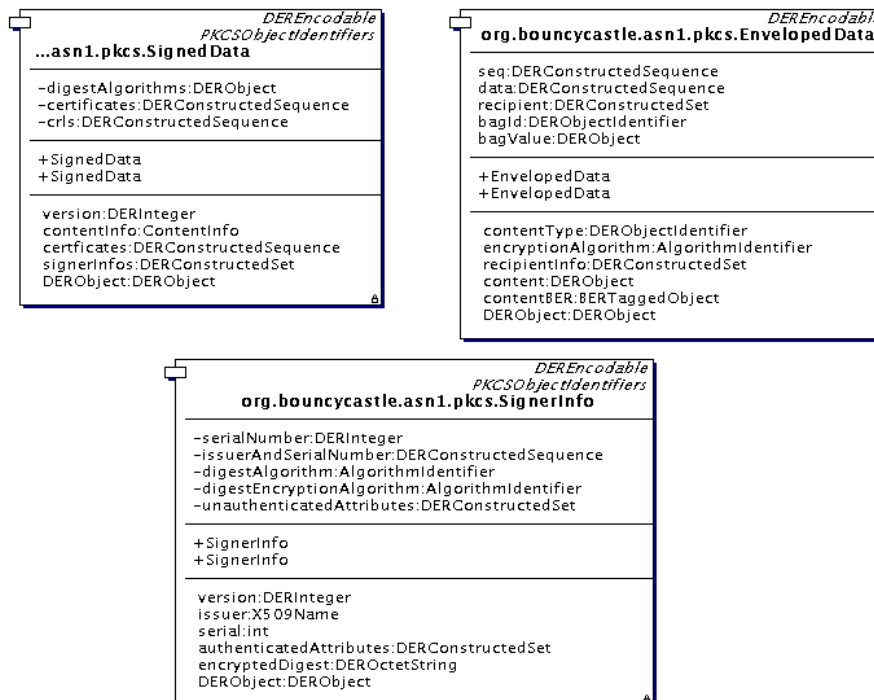 DEREncodable
PKCSObjectIdentifiers
...asn1.pkcs.SignedData
-digestAlgorithms:DERObject
-certificates:DERConstructedSequence
-crls:DERConstructedSequence
+SignedData
+SignedData
version:DERInteger
contentInfo:ContentInfo
certficates:DERConstructedSequence
signerInfos:DERConstructedSet
DERObject:DERObject
DEREncodable
org.bouncycastle.asn1.pkcs.EnvelopedData
seq:DERConstructedSequence
data:DERConstructedSequence
recipient:DERConstructedSet
bagId:DERObjectIdentifier
bagValue:DERObject
+EnvelopedData
+EnvelopedData
contentType:DERObjectIdentifier
encryptionAlgorithm:AlgorithmIdentifier
recipientInfo:DERConstructedSet
content:DERObject
contentBER:BERTaggedObject
DERObject:DERObject
DEREncodable
PKCSObjectIdentifiers
org.bouncycastle.asn1.pkcs.SignerInfo
-serialNumber:DERInteger
-issuerAndSerialNumber:DERConstructedSequence
-digestAlgorithm:AlgorithmIdentifier
-digestEncryptionAlgorithm:AlgorithmIdentifier
-unauthenticatedAttributes:DERConstructedSet
+SignerInfo
+SignerInfo
version:DERInteger
issuer:X509Name
serial:int
authenticatedAttributes:DERConstructedSet
encryptedDigest:DEROctetString
DERObject:DERObject